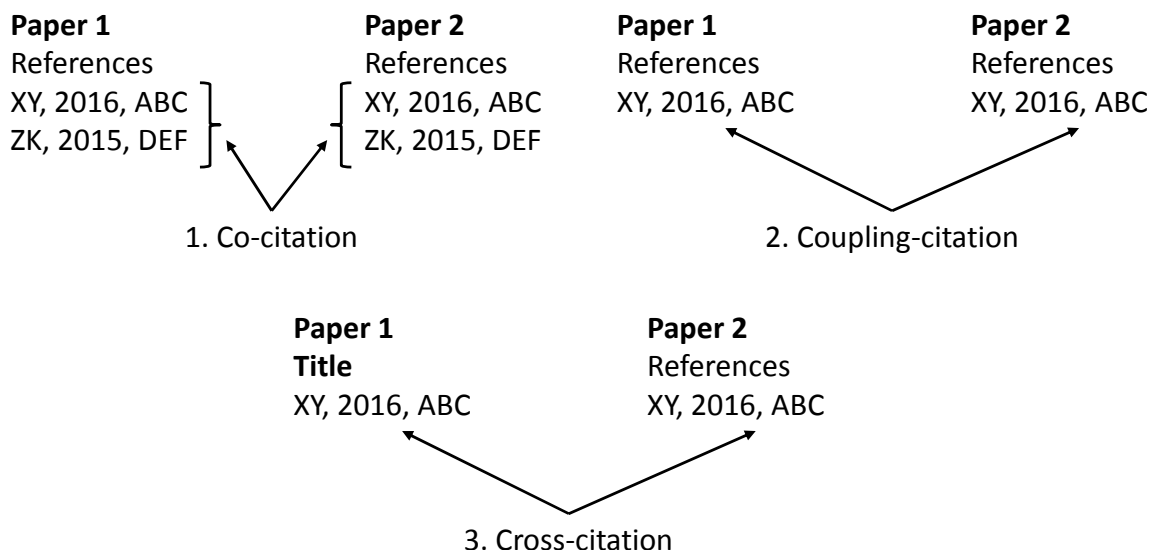 Paper 1
References
XY, 2016, ABC
ZK, 2015, DEF
Paper 2
References
XY, 2016, ABC
ZK, 2015, DEF
1. Co-citation
Paper 1
References
XY, 2016, ABC
Paper 2
References
XY, 2016, ABC
2. Coupling-citation
Paper 1
Title
XY, 2016, ABC
Paper 2
References
XY, 2016, ABC
3. Cross-citation